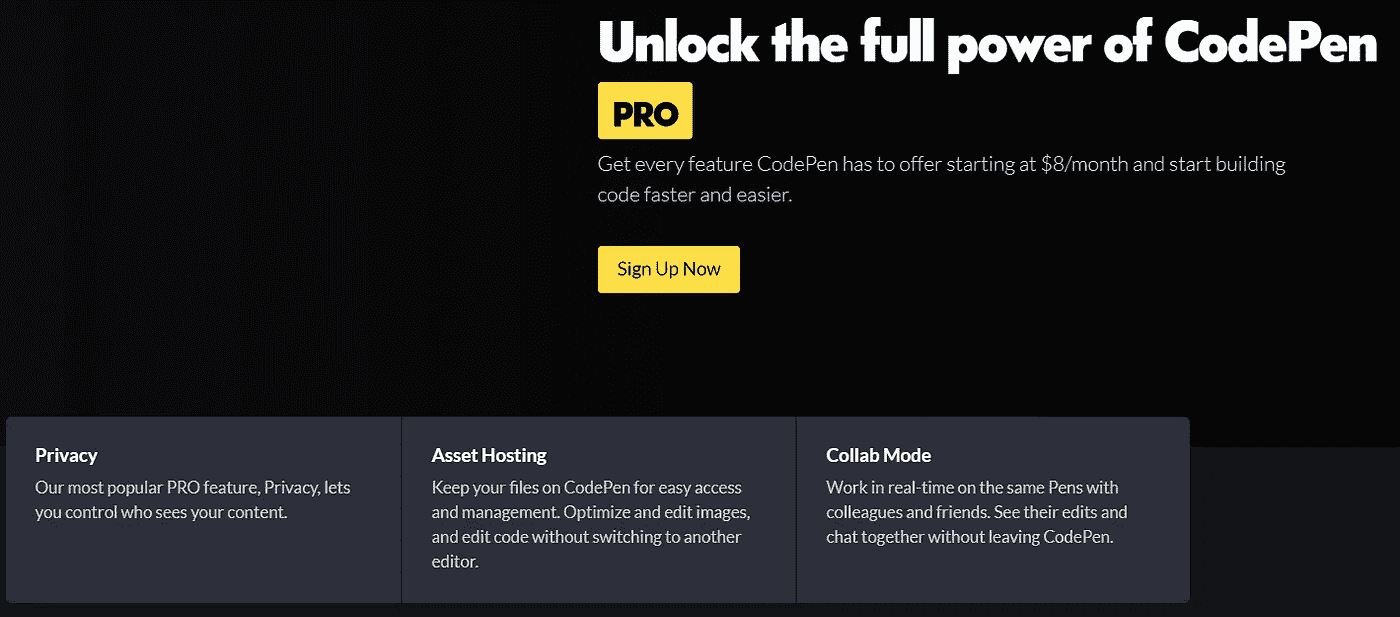 Unlock the full power of CodePen
PRO
Get every feature CodePen has to offer starting at $8/month and start building
code faster and easier.
Sign Up Now
Privacy
Our most popular PRO feature, Privacy, lets
you control who sees your content.
Asset Hosting
Keep your files on CodePen for easy access
and management. Optimize and edit images,
and edit code without switching to another
editor.
Collab Mode
Work in real-time on the same Pens with
colleagues and friends. See their edits and
chat together without leaving CodePen.